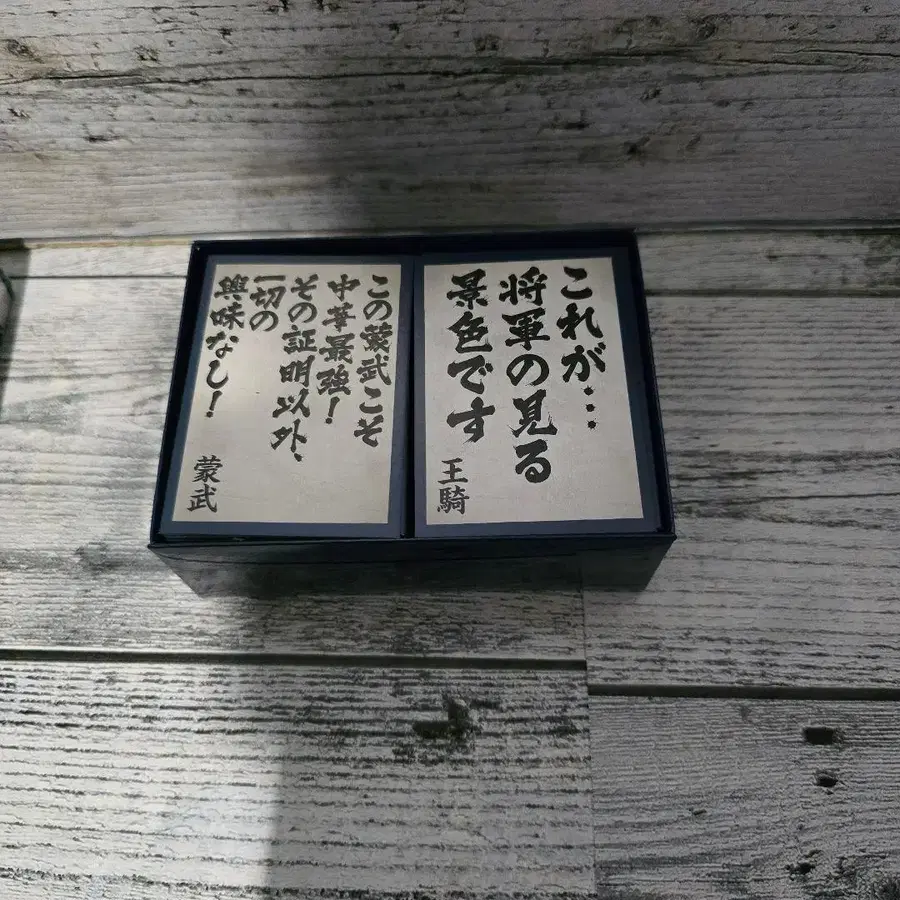 これが…
将軍の見る
景色です
王騎
この蒙武こそ
中華最強！
その証明以外、
一切の
興味なし！
蒙武